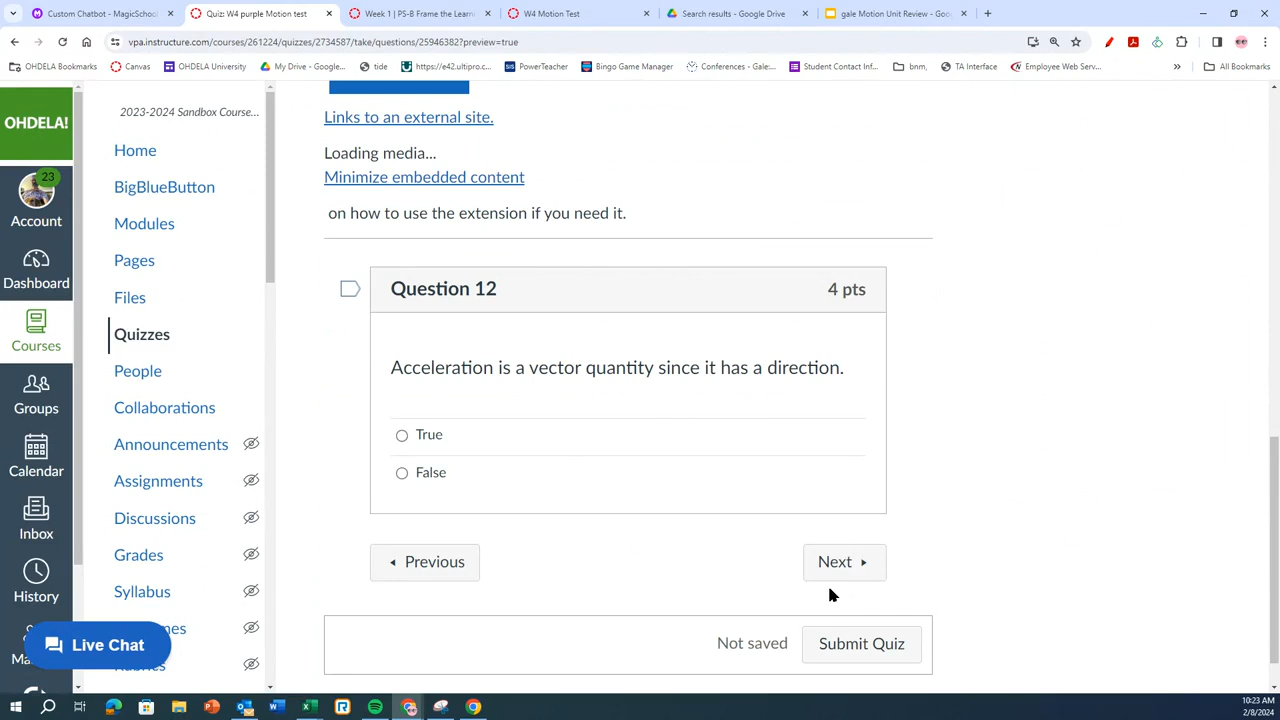 Custom Chatbot - MagicSchool
Quiz: W4 purple Motion test
Week 1 | PS-B Frame the Learni
W4 Motion Test
Search results - Google Drive
gale Motion Unit Review - Goo
vpa.instructure.com/courses/261224/quizzes/2734587/take/questions/25946382?preview=true
OHDELA Bookmarks
Canvas
OHDELA University
My Drive - Google...
tide
https://e42.ultipro.c...
PowerTeacher
Bingo Game Manager
Conferences - Gale:...
Student Contact Inf...
bnm,
TA Interface
Employee Web Serv...
»
All Bookmarks
OHDELA!
23
Account
Dashboard
Courses
Groups
Calendar
Inbox
History
2023-2024 Sandbox Course...
Home
BigBlueButton
Modules
Pages
Files
Quizzes
People
Collaborations
Announcements
Assignments
Discussions
Grades
Syllabus
Live Chat
Links to an external site.
Loading media...
Minimize embedded content
on how to use the extension if you need it.
Question 12
4 pts
Acceleration is a vector quantity since it has a direction.
True
False
Previous
Next
Not saved
Submit Quiz
10:23 AM
2/8/2024